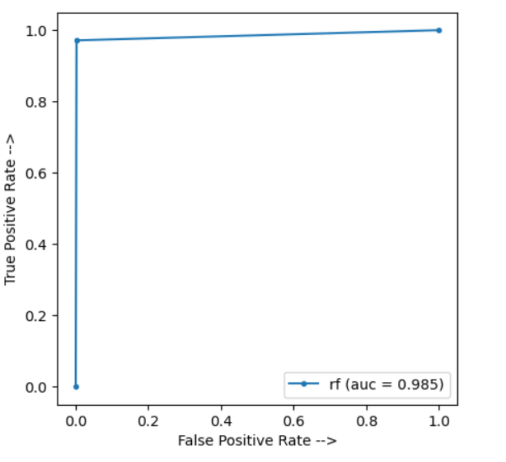 1.0
0.8
0.6
0.4
0.2
0.0
True Positive Rate -->
rf (auc = 0.985)
0.0 0.2 0.4 0.6 0.8 1.0
False Positive Rate -->